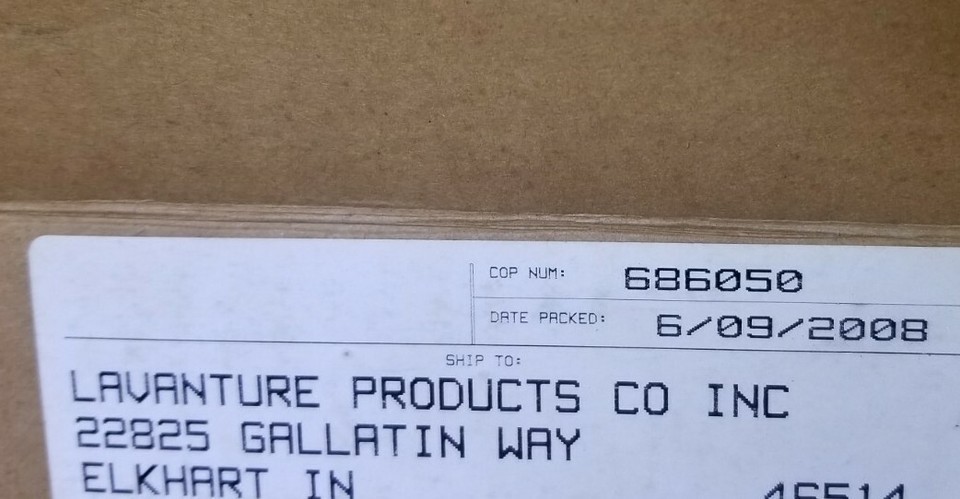 COP NUM: 686050
DATE PACKED: 6/09/2008
SHIP TO:
LAVANTURE PRODUCTS CO INC
22825 GALLATIN WAY
ELKHART IN 46514